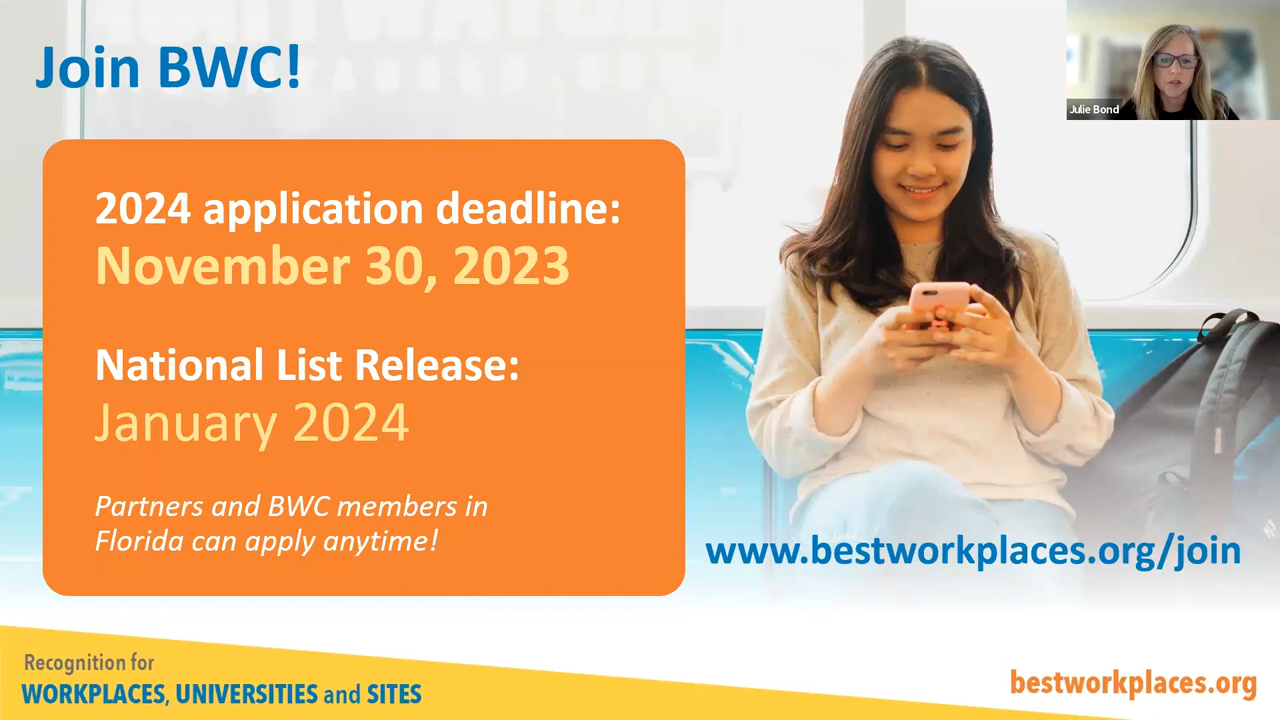 Join BWC!
Julie Bond
2024 application deadline:
November 30, 2023
National List Release:
January 2024
Partners and BWC members in
Florida can apply anytime!
www.bestworkplaces.org/join
Recognition for
WORKPLACES, UNIVERSITIES and SITES
bestworkplaces.org